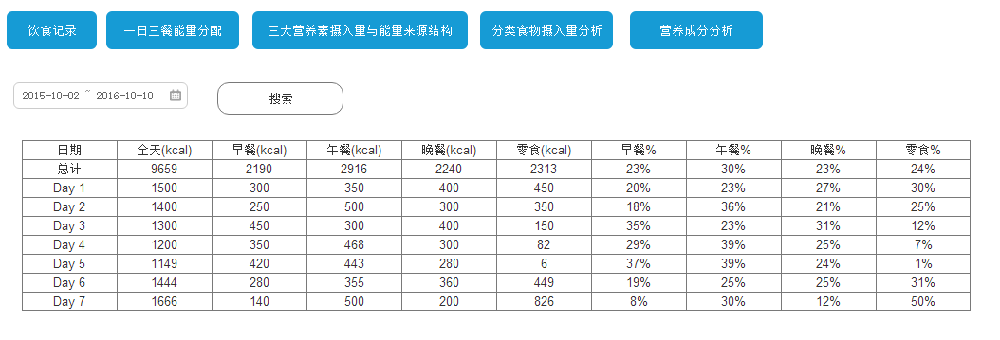 饮食记录 一日三餐能量分配 三大营养素摄入量与能量来源结构 分类食物摄入量分析 营养成分分析
2015-10-02 ~ 2016-10-10 搜索
日期 全天(kcal) 早餐(kcal) 午餐(kcal) 晚餐(kcal) 零食(kcal) 早餐% 午餐% 晚餐% 零食%
总计 9659 2190 2916 2240 2313 23% 30% 23% 24%
Day 1 1500 300 350 400 450 20% 23% 27% 30%
Day 2 1400 250 500 300 350 18% 36% 21% 25%
Day 3 1300 450 300 400 150 35% 23% 31% 12%
Day 4 1200 350 468 300 82 29% 39% 25% 7%
Day 5 1149 420 443 280 6 37% 39% 24% 1%
Day 6 1444 280 355 360 449 19% 25% 25% 31%
Day 7 1666 140 500 200 826 8% 30% 12% 50%